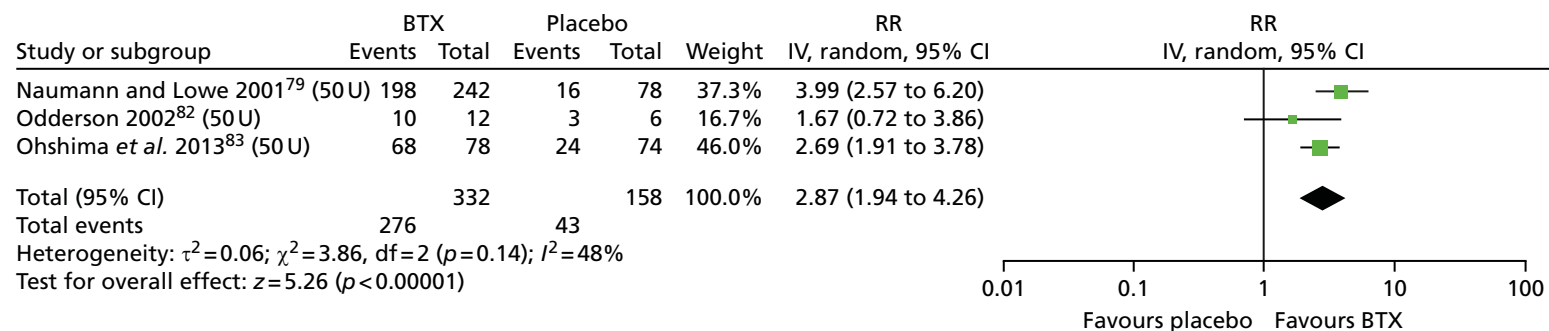 BTX Placebo RR RR
Study or subgroup Events Total Events Total Weight IV, random, 95% CI IV, random, 95% CI
Naumann and Lowe 2001⁷⁹ (50 U) 198 242 16 78 37.3% 3.99 (2.57 to 6.20)
Odderson 2002⁸² (50 U) 10 12 3 6 16.7% 1.67 (0.72 to 3.86)
Ohshima et al. 2013⁸³ (50 U) 68 78 24 74 46.0% 2.69 (1.91 to 3.78)
Total (95% CI) 332 158 100.0% 2.87 (1.94 to 4.26)
Total events 276 43
Heterogeneity: τ²=0.06; χ²=3.86, df=2 (p=0.14); I²=48%
Test for overall effect: z=5.26 (p<0.00001)
0.01 0.1 1 10 100
Favours placebo Favours BTX